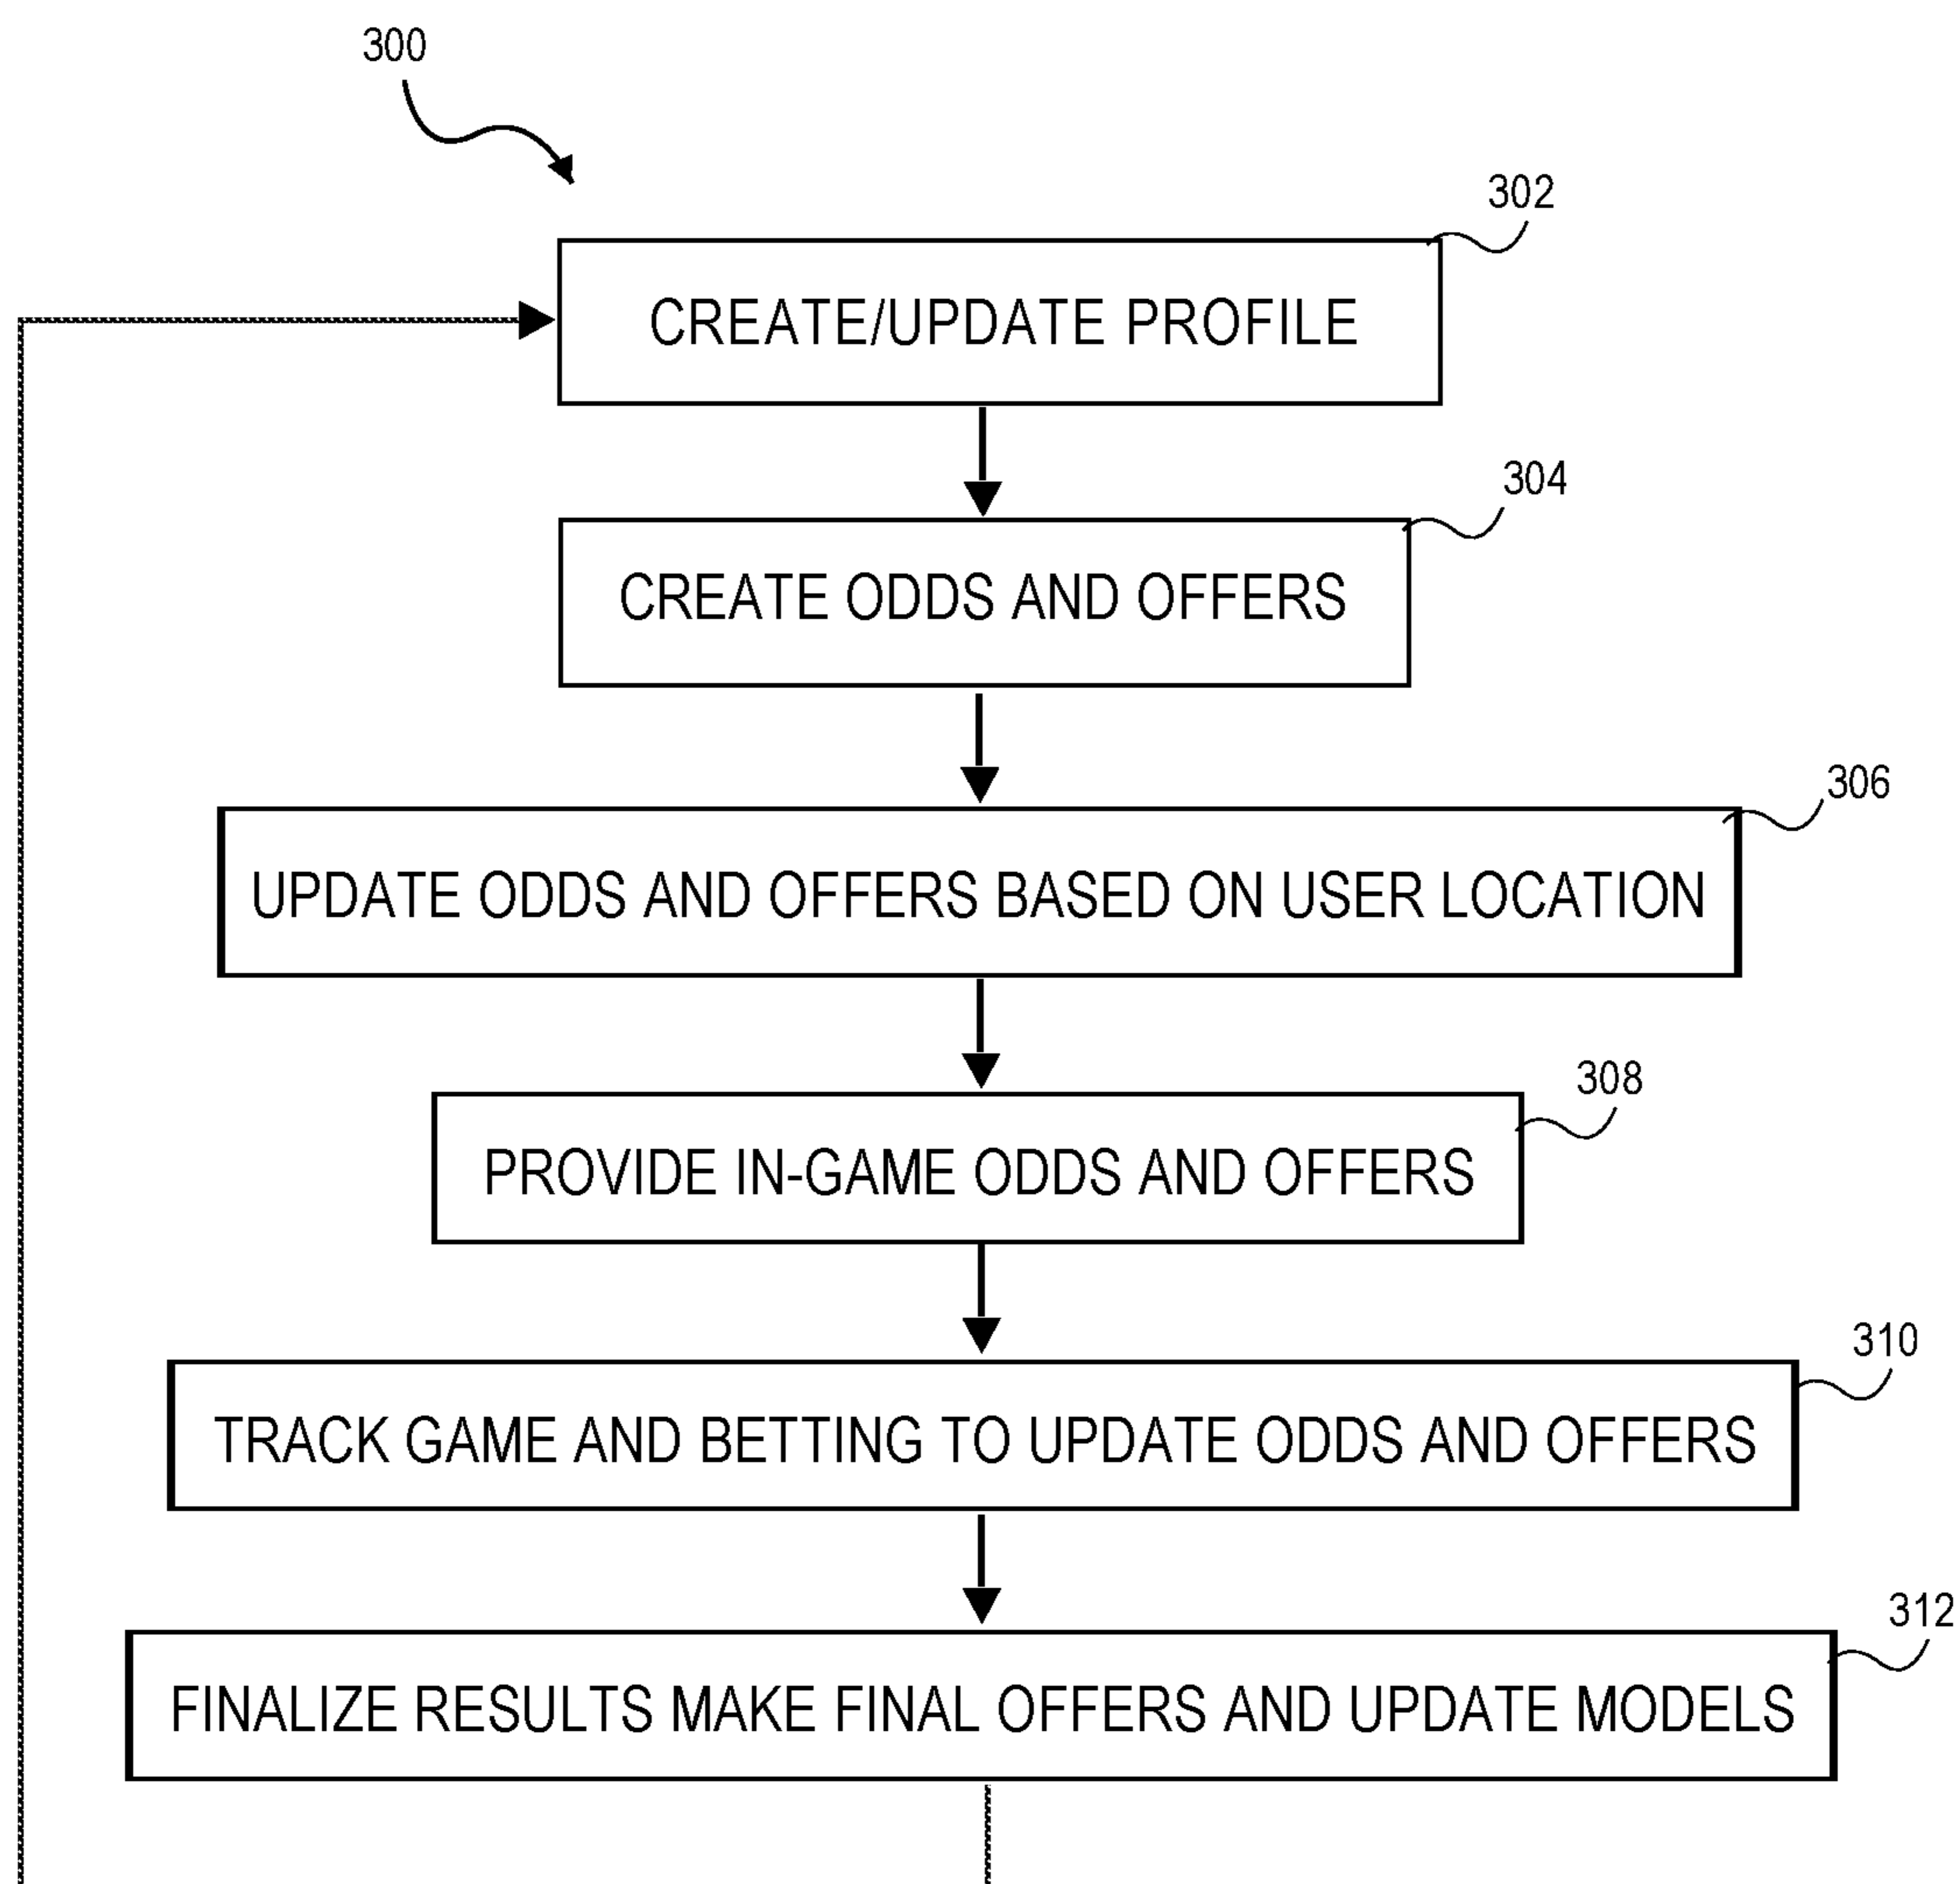 300
302
CREATE/UPDATE PROFILE
304
CREATE ODDS AND OFFERS
306
UPDATE ODDS AND OFFERS BASED ON USER LOCATION
308
PROVIDE IN-GAME ODDS AND OFFERS
310
TRACK GAME AND BETTING TO UPDATE ODDS AND OFFERS
312
FINALIZE RESULTS MAKE FINAL OFFERS AND UPDATE MODELS